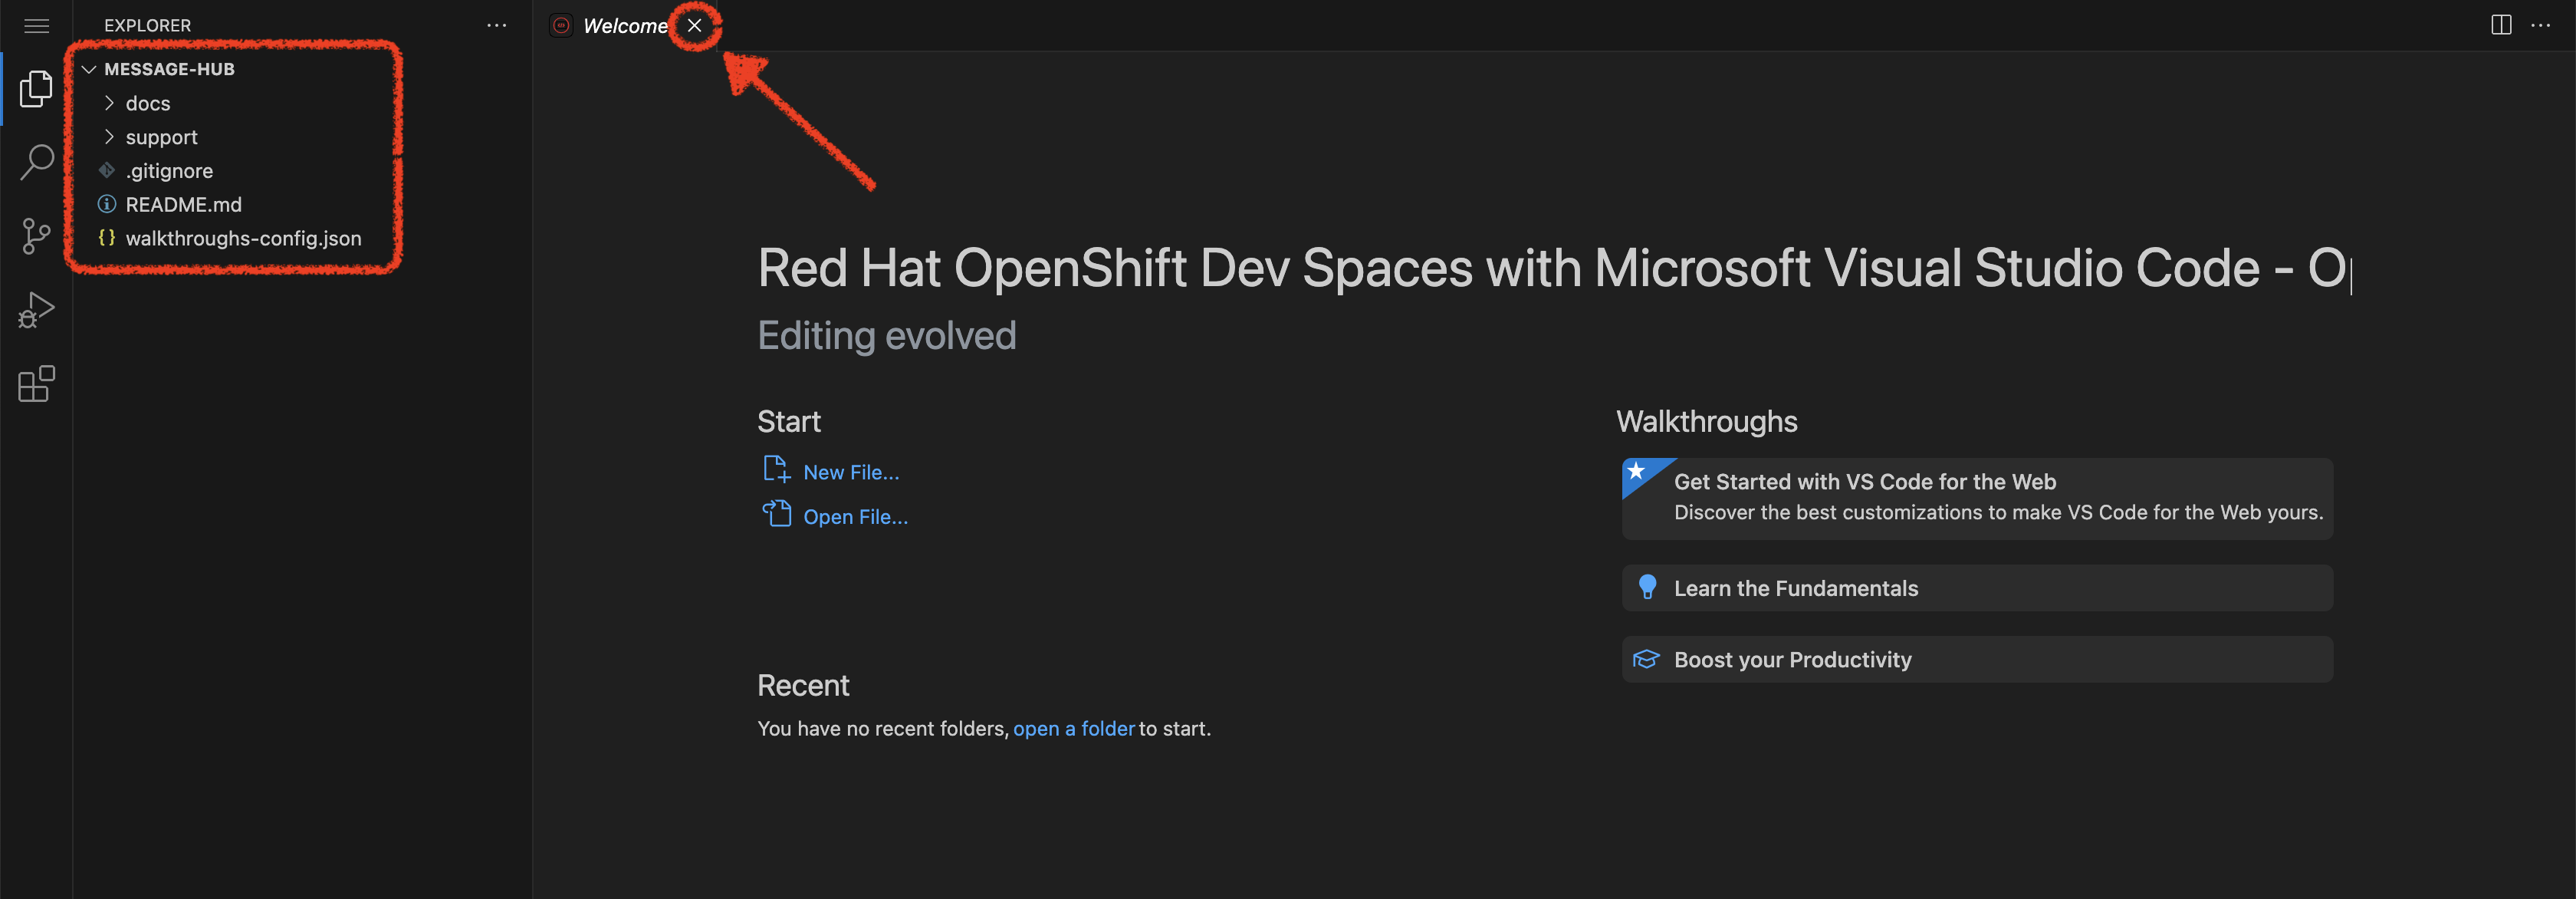 EXPLORER
MESSAGE-HUB
docs
support
.gitignore
README.md
walkthroughs-config.json
Welcome
Red Hat OpenShift Dev Spaces with Microsoft Visual Studio Code - O
Editing evolved
Start
New File...
Open File...
Recent
You have no recent folders, open a folder to start.
Walkthroughs
Get Started with VS Code for the Web
Discover the best customizations to make VS Code for the Web yours.
Learn the Fundamentals
Boost your Productivity